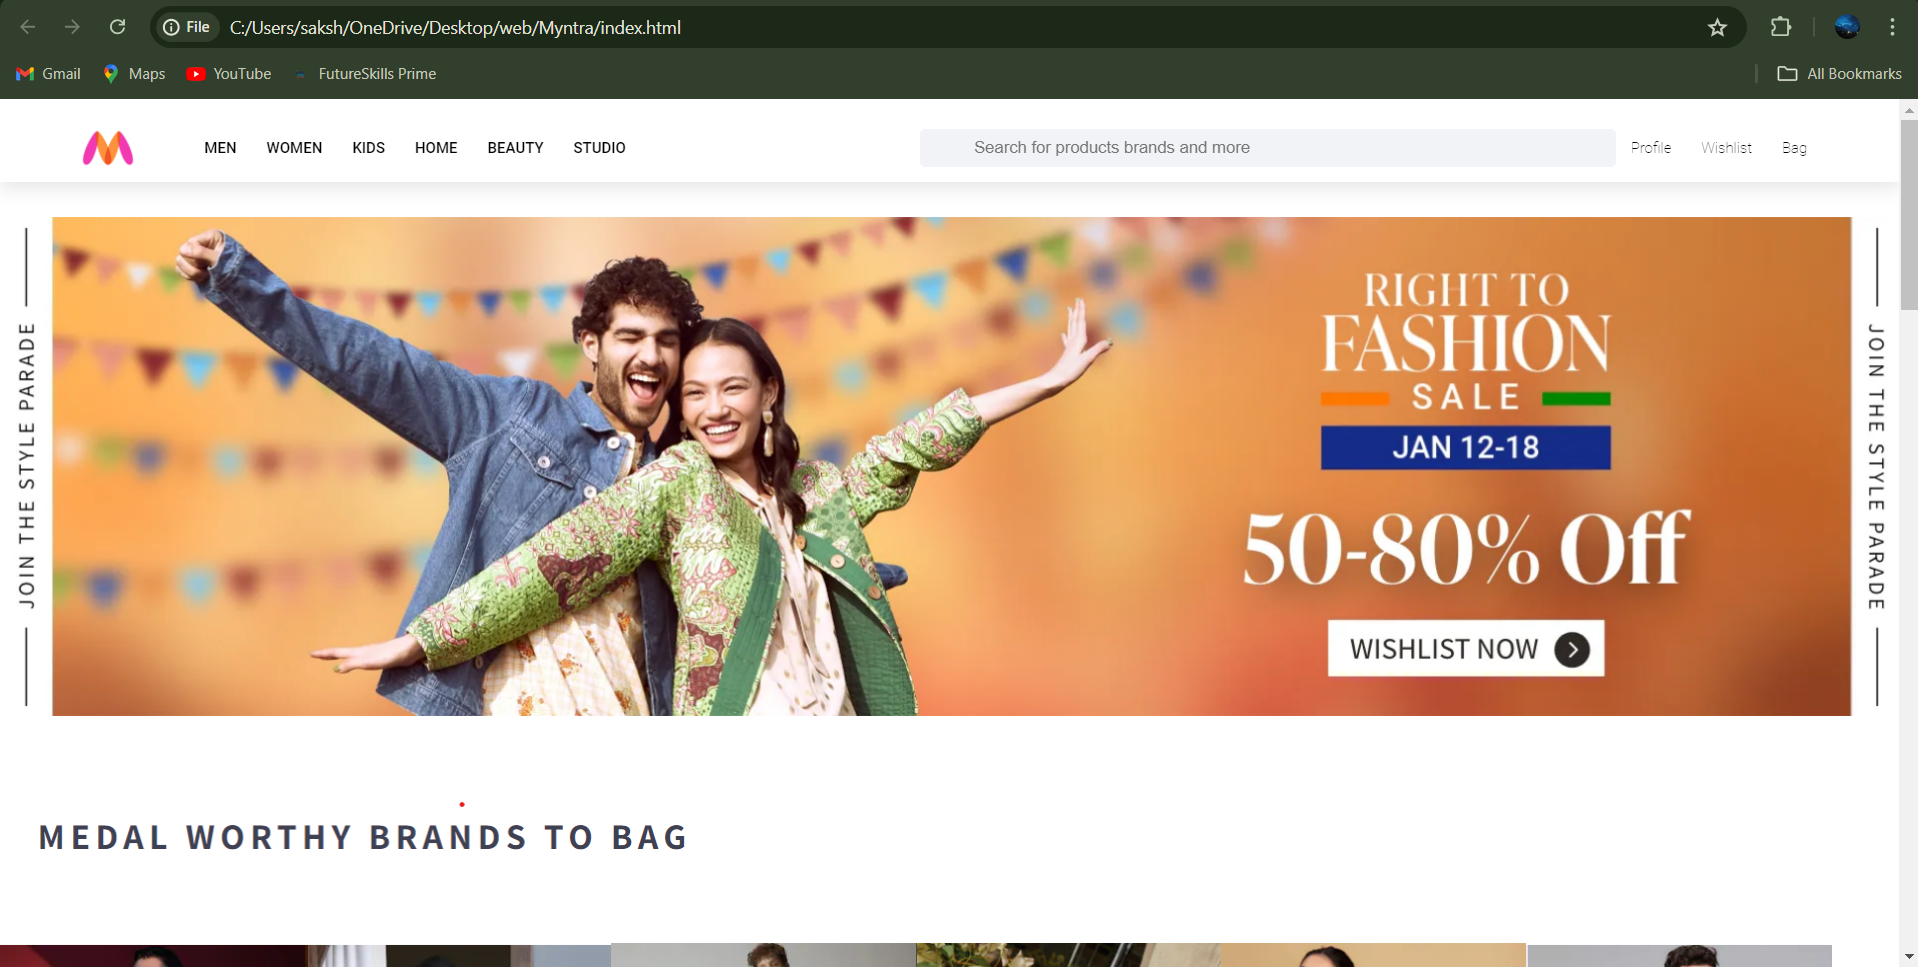 File
C:/Users/saksh/OneDrive/Desktop/web/Myntra/index.html
Gmail
Maps
YouTube
FutureSkills Prime
All Bookmarks
MEN
WOMEN
KIDS
HOME
BEAUTY
STUDIO
Search for products brands and more
Profile
Wishlist
Bag
JOIN THE STYLE PARADE
RIGHT TO
FASHION
SALE
JAN 12-18
50-80% Off
WISHLIST NOW
JOIN THE STYLE PARADE
MEDAL WORTHY BRANDS TO BAG